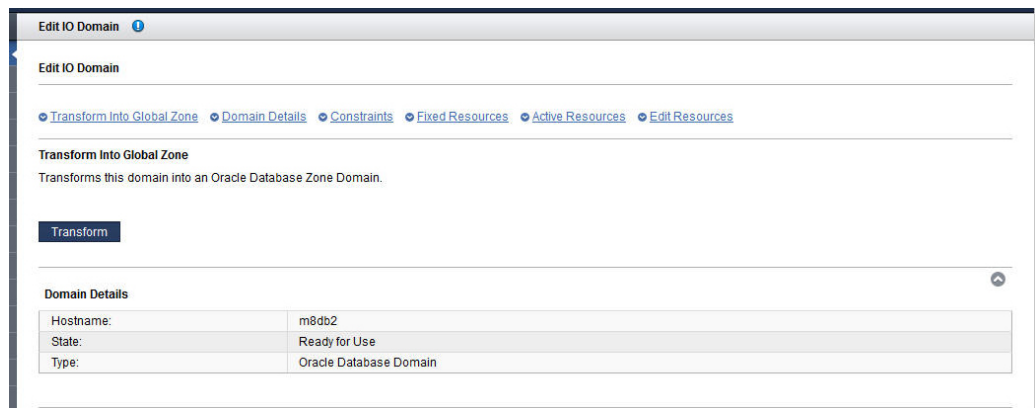 Edit IO Domain
Edit IO Domain
Transform Into Global Zone Domain Details Constraints Fixed Resources Active Resources Edit Resources
Transform Into Global Zone
Transforms this domain into an Oracle Database Zone Domain.
Transform
Domain Details
Hostname: m8db2
State: Ready for Use
Type: Oracle Database Domain